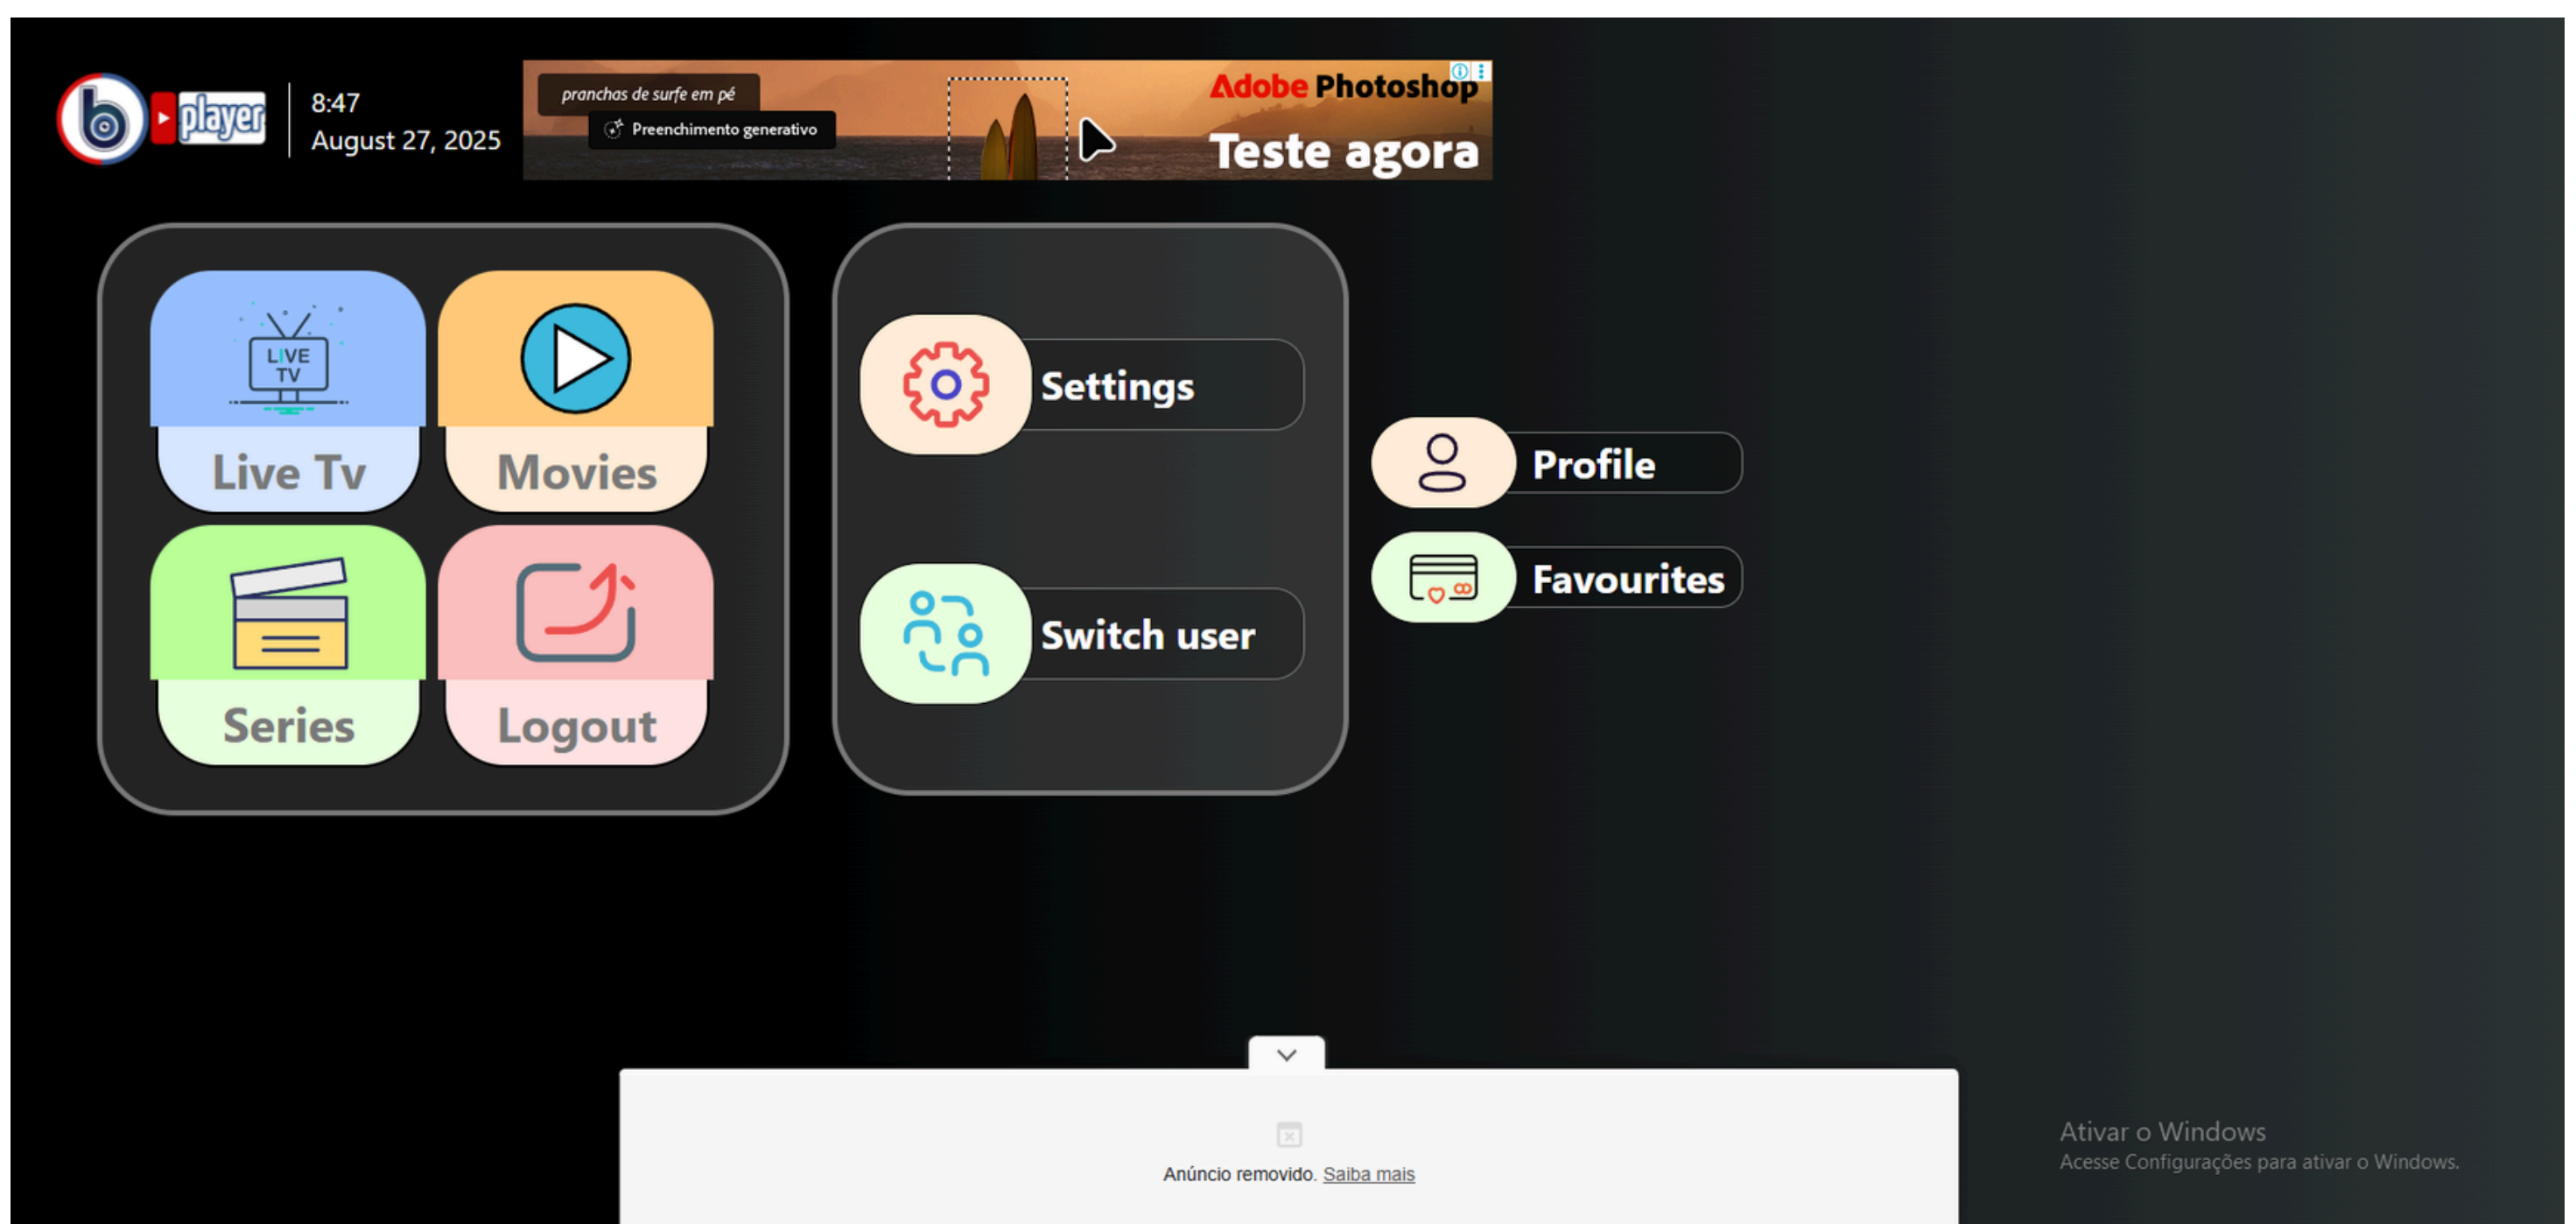 b player
8:47
August 27, 2025
pranchas de surfe em pé
Preenchimento generativo
Adobe Photoshop
Teste agora
LIVE
TV
Live Tv
Movies
Series
Logout
Settings
Switch user
Profile
Favourites
Anúncio removido. Saiba mais
Ativar o Windows
Acesse Configurações para ativar o Windows.